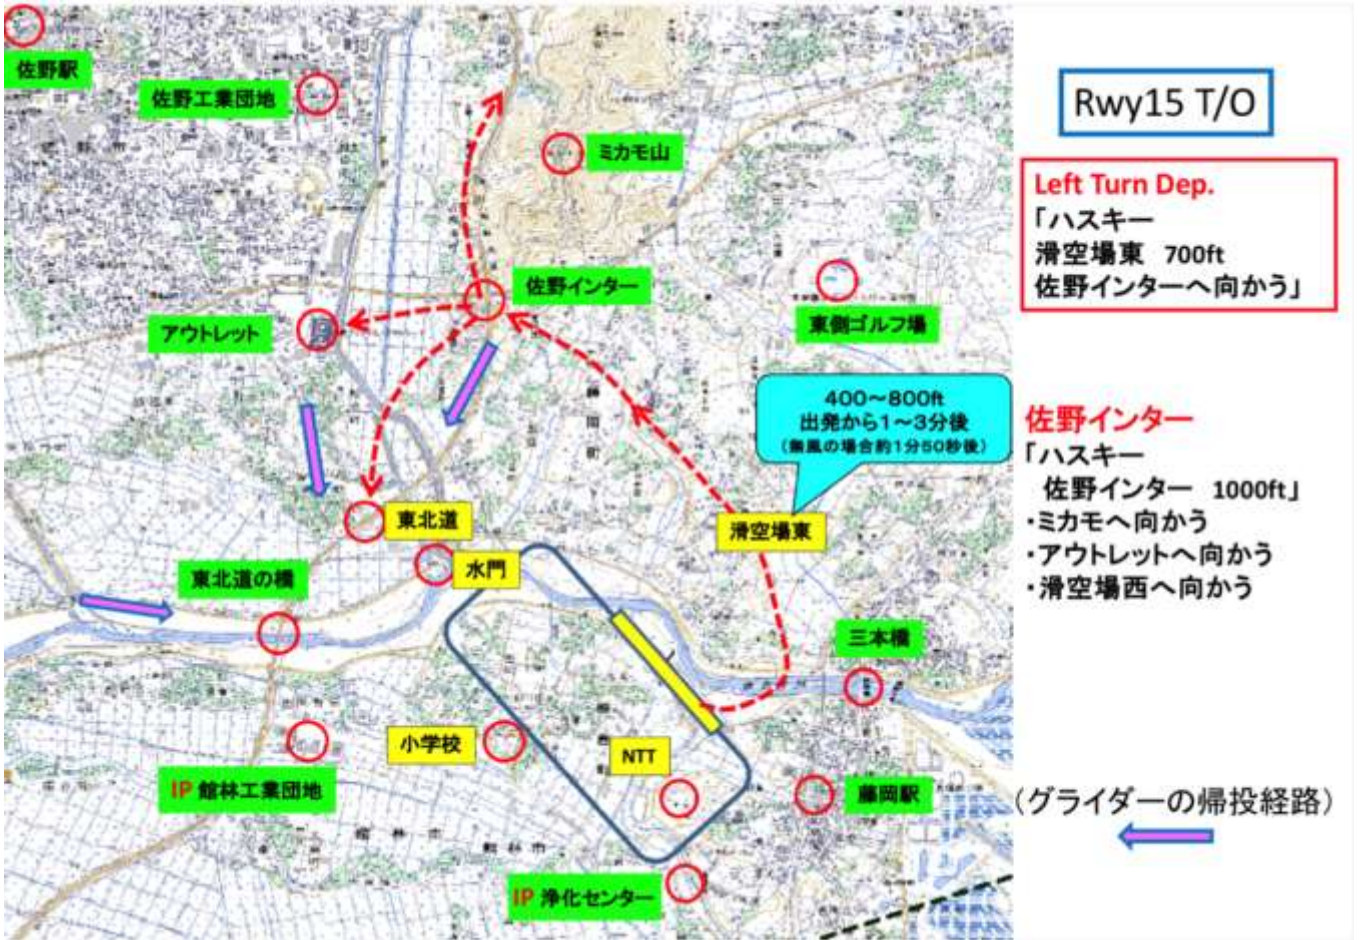 佐野駅
佐野工業団地
ミカモ山
佐野インター
アウトレット
東側ゴルフ場
400～800ft
出発から1～3分後
(無風の場合約1分50秒後)
滑空場東
東北道
水門
東北道の橋
三本橋
小学校
NTT
IP 館林工業団地
藤岡駅
IP 浄化センター
Rwy15 T/O
Left Turn Dep.
「ハスキー
滑空場東 700ft
佐野インターへ向かう」
佐野インター
「ハスキー
佐野インター 1000ft」
・ミカモへ向かう
・アウトレットへ向かう
・滑空場西へ向かう
(グライダーの帰投経路)